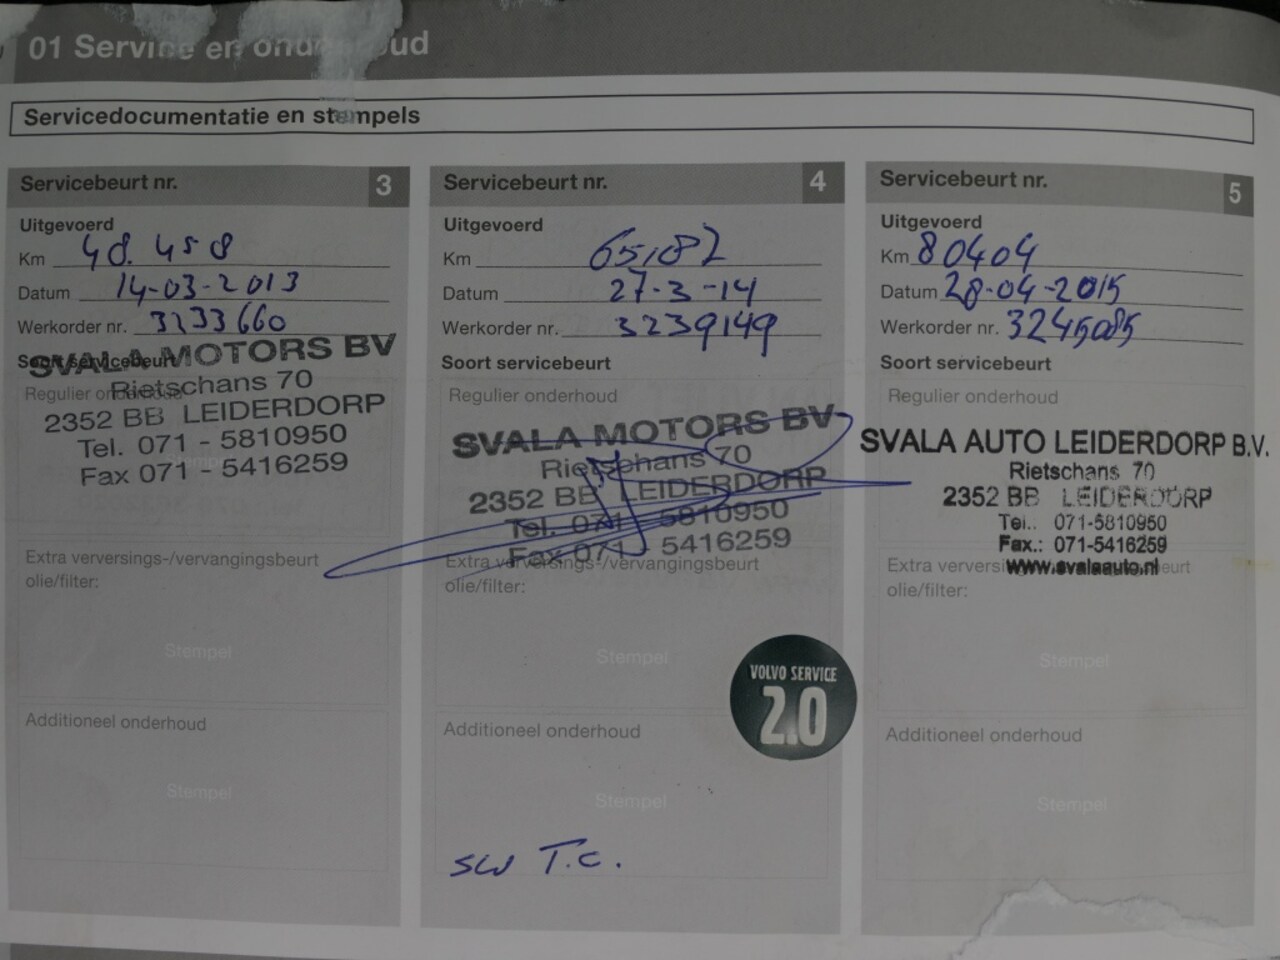 01 Service en onderhoud
Servicedocumentatie en stempels
Servicebeurt nr. 3
Uitgevoerd
Km 48.458
Datum 14-03-2013
Werkorder nr. 3233660
Soort servicebeurt
SVALA MOTORS BV
Regulier onderhoud
Rietschans 70
2352 BB LEIDERDORP
Tel. 071 - 5810950
Fax 071 - 5416259
Stempel
Extra verversings-/vervangingsbeurt
olie/filter:
Stempel
Additioneel onderhoud
Stempel
Servicebeurt nr. 4
Uitgevoerd
Km 65182
Datum 27-3-14
Werkorder nr. 3239149
Soort servicebeurt
Regulier onderhoud
SVALA MOTORS BV
Rietschans 70
2352 BB LEIDERDORP
Tel. 071 - 5810950
Fax 071 - 5416259
Extra verversings-/vervangingsbeurt
olie/filter:
Stempel
VOLVO SERVICE
2.0
Additioneel onderhoud
Stempel
SW T.C.
Servicebeurt nr. 5
Uitgevoerd
Km 80404
Datum 28-04-2015
Werkorder nr. 3245085
Soort servicebeurt
Regulier onderhoud
SVALA AUTO LEIDERDORP B.V.
Rietschans 70
2352 BB LEIDERDORP
Tel.: 071-5810950
Fax.: 071-5416259
www.svalaauto.nl
Extra verversings-/vervangingsbeurt
olie/filter:
Stempel
Additioneel onderhoud
Stempel